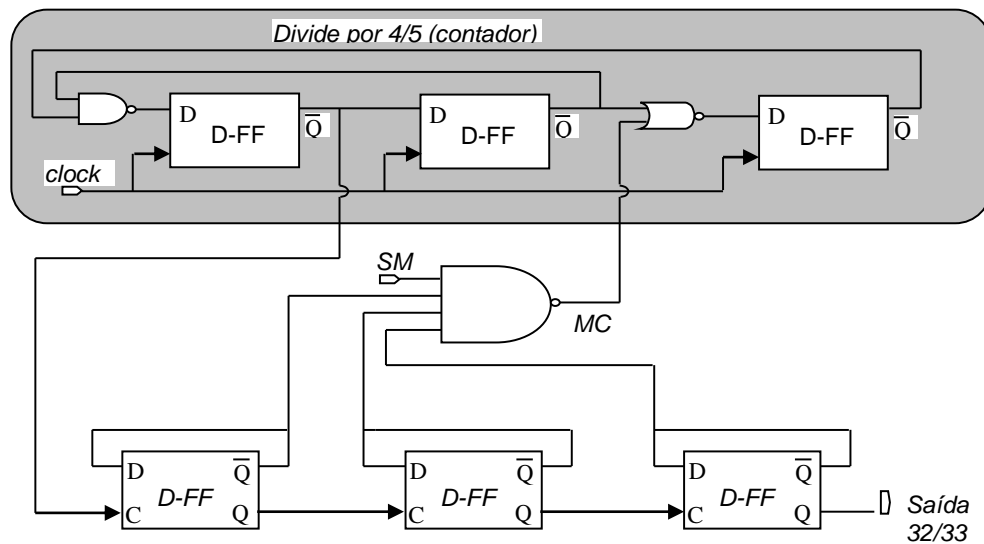 Divide por 4/5 (contador)
D
D-FF
Q̅
D
D-FF
Q̅
D
D-FF
Q̅
clock
SM
MC
D
Q̅
D-FF
C
Q
D
Q̅
D-FF
C
Q
D
Q̅
D-FF
C
Q
Saída
32/33